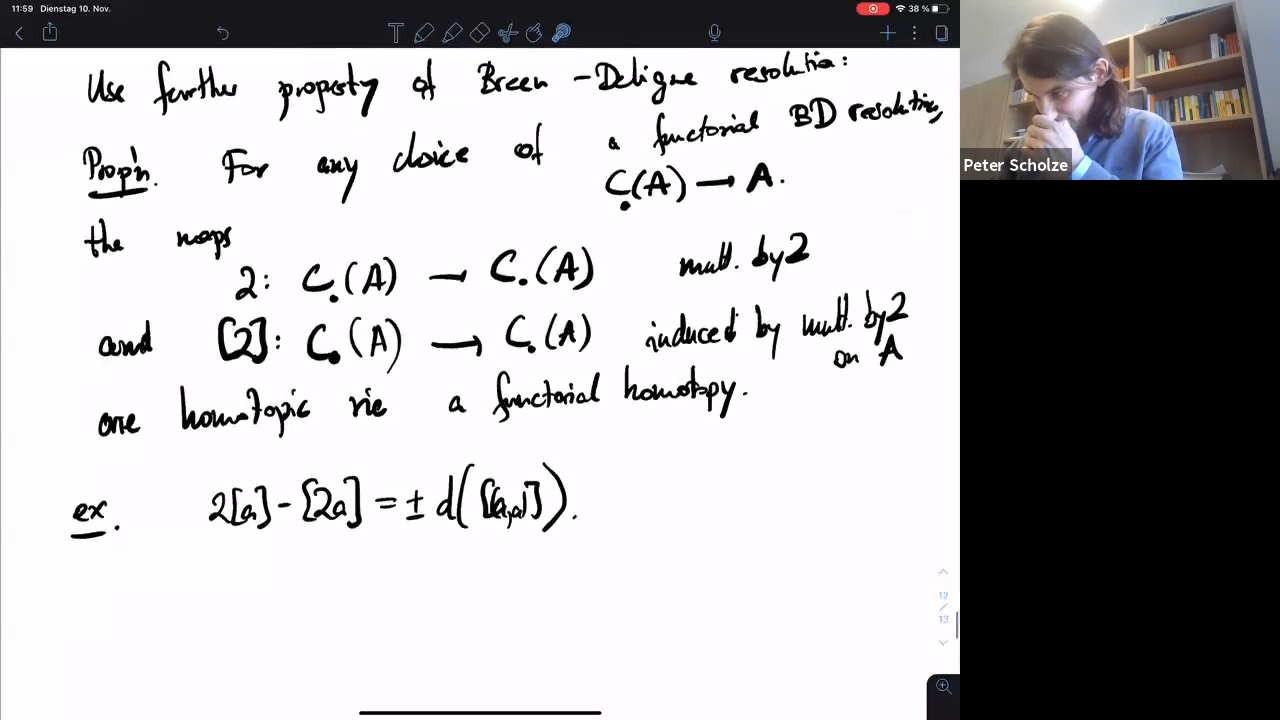 11:59 Dienstag 10. Nov.
38 %
Use further property of Breen-Deligne resolution:
Prop'n. For any choice of a functorial BD resolution,
C.(A) → A.
the maps
2: C.(A) → C.(A) mult. by 2
and [2]: C.(A) → C.(A) induced by mult. by 2
on A
are homotopic via a functorial homotopy.
ex. 2[a] - [2a] = ± d([(a,a)]).
Peter Scholze
12
/
13